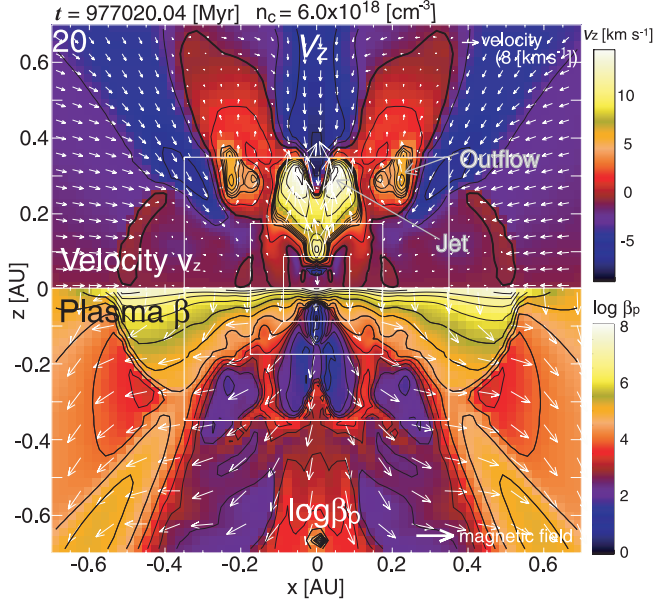 t = 977020.04 [Myr] n_c = 6.0x10^18 [cm^-3]
20
V_z
velocity
(8 [kms^-1])
V_z [km s^-1]
Outflow
Jet
Velocity v_z
Plasma β
log β_p
logβ_p
magnetic field
z [AU]
0.6
0.4
0.2
0
-0.2
-0.4
-0.6
-0.6
-0.4
-0.2
0
0.2
0.4
0.6
x [AU]
10
5
0
-5
8
6
4
2
0